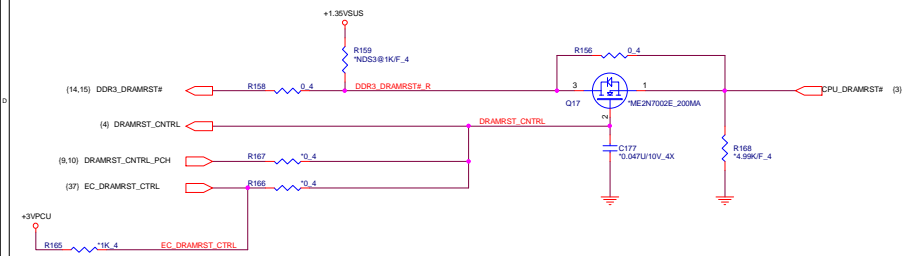 +1.35VSUS
R159
*NDS3@1K/F_4
R156 0_4
(14,15) DDR3_DRAMRST#
R158 0_4
DDR3_DRAMRST#_R
3 1
CPU_DRAMRST# (3)
Q17 *ME2N7002E_200MA
2
(4) DRAMRST_CNTRL
DRAMRST_CNTRL
C177
*0.047U/10V_4X
R168
*4.99K/F_4
(9,10) DRAMRST_CNTRL_PCH
R167 *0_4
(37) EC_DRAMRST_CTRL
R166 *0_4
+3VPCU
R165 *1K_4
EC_DRAMRST_CTRL
D